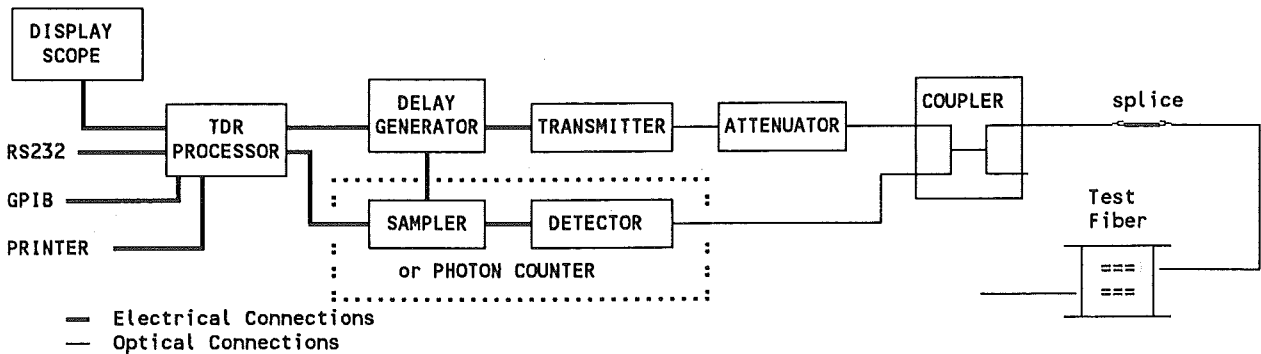 DISPLAY
SCOPE
TDR
PROCESSOR
RS232
GPIB
PRINTER
DELAY
GENERATOR
TRANSMITTER
ATTENUATOR
COUPLER
splice
SAMPLER
DETECTOR
or PHOTON COUNTER
Test
Fiber
Electrical Connections
Optical Connections